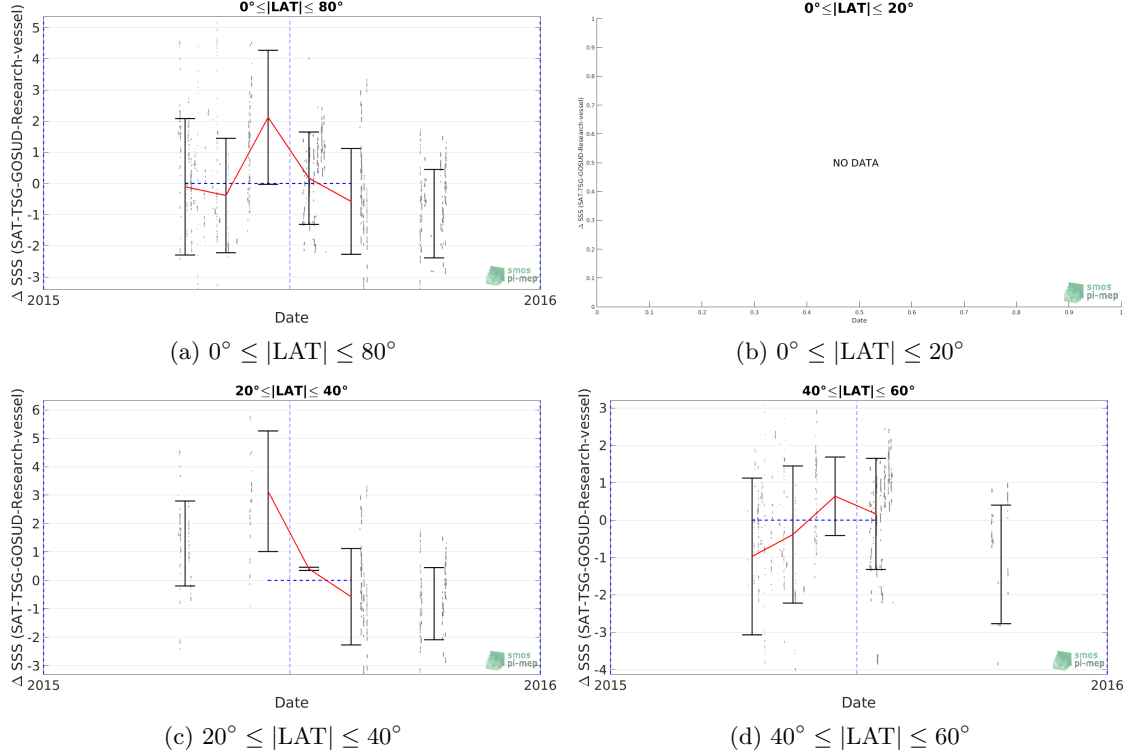 0°≤|LAT|≤ 80°
Δ SSS (SAT-TSG-GOSUD-Research-vessel)
5
4
3
2
1
0
-1
-2
-3
2015
2016
Date
smos
pi-mep
(a) 0° ≤ |LAT| ≤ 80°
0°≤|LAT|≤ 20°
Δ SSS (SAT-TSG-GOSUD-Research-vessel)
1
0.9
0.8
0.7
0.6
0.5
0.4
0.3
0.2
0.1
0
NO DATA
0
0.1
0.2
0.3
0.4
0.5
0.6
0.7
0.8
0.9
1
Date
smos
pi-mep
(b) 0° ≤ |LAT| ≤ 20°
20°≤|LAT|≤ 40°
Δ SSS (SAT-TSG-GOSUD-Research-vessel)
6
5
4
3
2
1
0
-1
-2
-3
2015
2016
Date
smos
pi-mep
(c) 20° ≤ |LAT| ≤ 40°
40°≤|LAT|≤ 60°
Δ SSS (SAT-TSG-GOSUD-Research-vessel)
3
2
1
0
-1
-2
-3
-4
2015
2016
Date
smos
pi-mep
(d) 40° ≤ |LAT| ≤ 60°